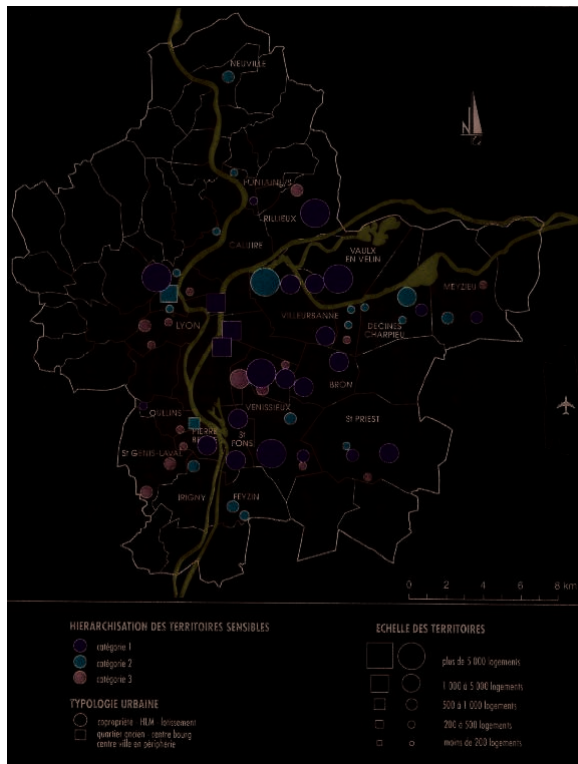 NEUVILLE
RILLIEUX
CALUIRE
VAULX
EN VELIN
MEYZIEU
VILLEURBANNE
LYON
DECINES
CHARPIEU
BRON
VENISSIEUX
OULLINS
ST PRIEST
PIERRE
BENITE
ST
FONS
ST GENIS-LAVAL
IRIGNY
FEYZIN
N
0 2 4 6 8 km
HIERARCHISATION DES TERRITOIRES SENSIBLES
catégorie 1
catégorie 2
catégorie 3
TYPOLOGIE URBAINE
copropriété - HLM - lotissement
quartier ancien - centre bourg
centre ville en périphérie
ECHELLE DES TERRITOIRES
plus de 5 000 logements
1 000 à 5 000 logements
500 à 1 000 logements
200 à 500 logements
moins de 200 logements